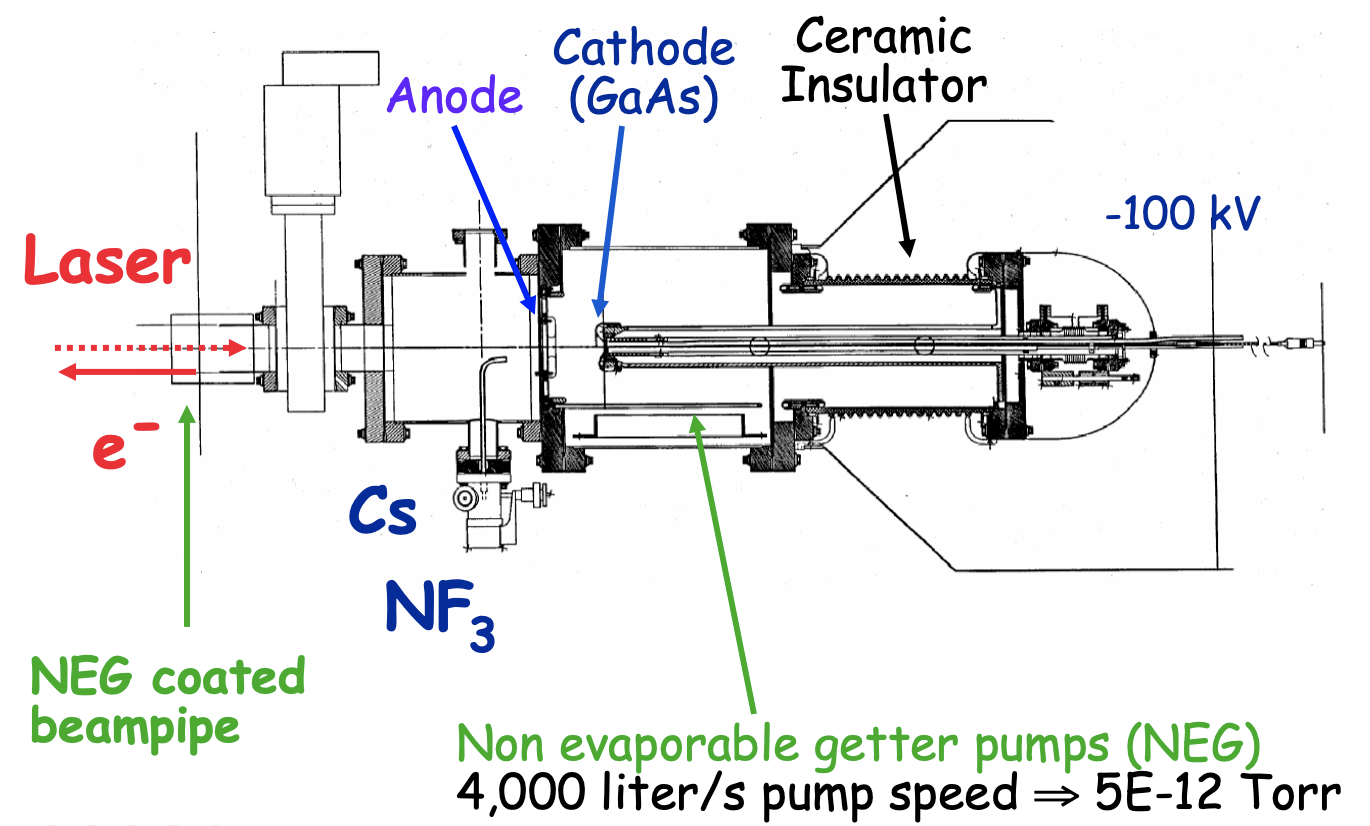 Cathode
(GaAs)
Ceramic
Insulator
Anode
-100 kV
Laser
e⁻
Cs
NF₃
NEG coated
beampipe
Non evaporable getter pumps (NEG)
4,000 liter/s pump speed ⇒ 5E-12 Torr